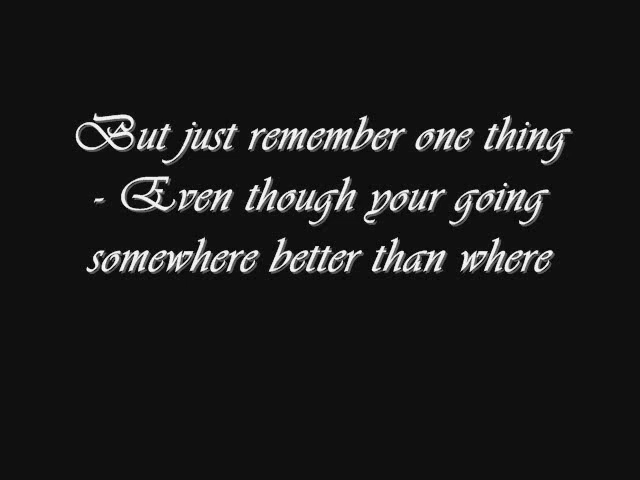 But just remember one thing
- Even though your going
somewhere better than where